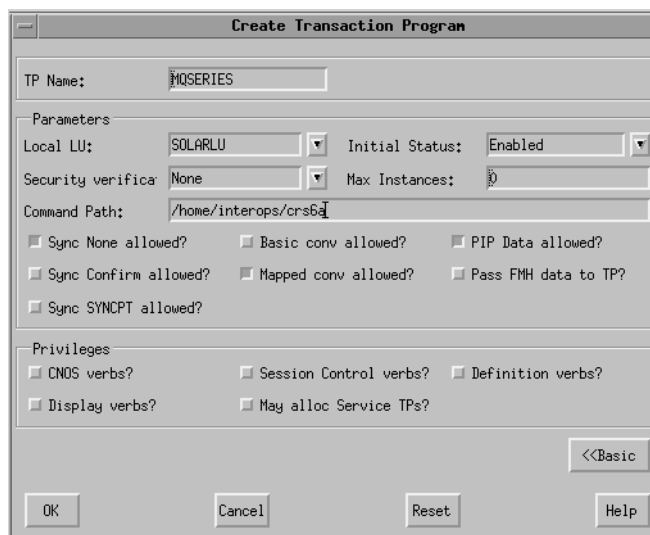 Create Transaction Program
TP Name: MQSERIES
Parameters
Local LU: SOLARLU Initial Status: Enabled
Security verifica None Max Instances: 0
Command Path: /home/interops/crs6a
Sync None allowed? Basic conv allowed? PIP Data allowed?
Sync Confirm allowed? Mapped conv allowed? Pass FMH data to TP?
Sync SYNCPT allowed?
Privileges
CNOS verbs? Session Control verbs? Definition verbs?
Display verbs? May alloc Service TPs?
<<Basic
OK Cancel Reset Help